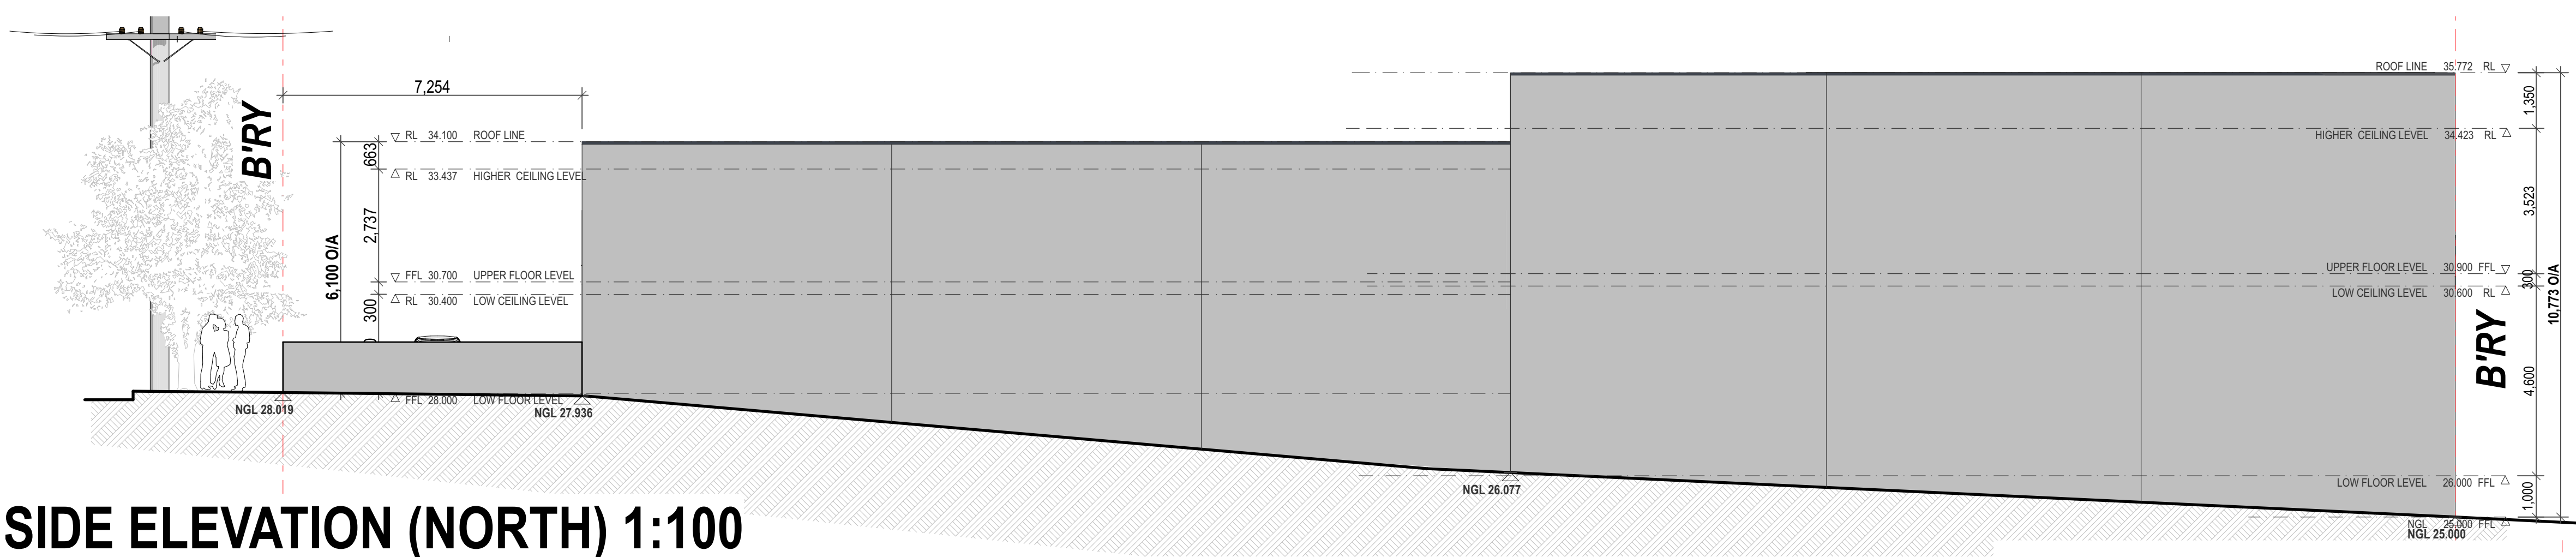 7,254
B'RY
RL 34.100 ROOF LINE
663
RL 33.437 HIGHER CEILING LEVEL
2,737
6,100 O/A
FFL 30.700 UPPER FLOOR LEVEL
RL 30.400 LOW CEILING LEVEL
300
FFL 28.000 LOW FLOOR LEVEL
NGL 28.019
NGL 27.936
NGL 26.077
ROOF LINE 35.772 RL
1,350
HIGHER CEILING LEVEL 34.423 RL
3,523
UPPER FLOOR LEVEL 30.900 FFL
300
LOW CEILING LEVEL 30.600 RL
10,773 O/A
B'RY
4,600
LOW FLOOR LEVEL 26.000 FFL
1,000
NGL 25.000 FFL
NGL 25.000
SIDE ELEVATION (NORTH) 1:100